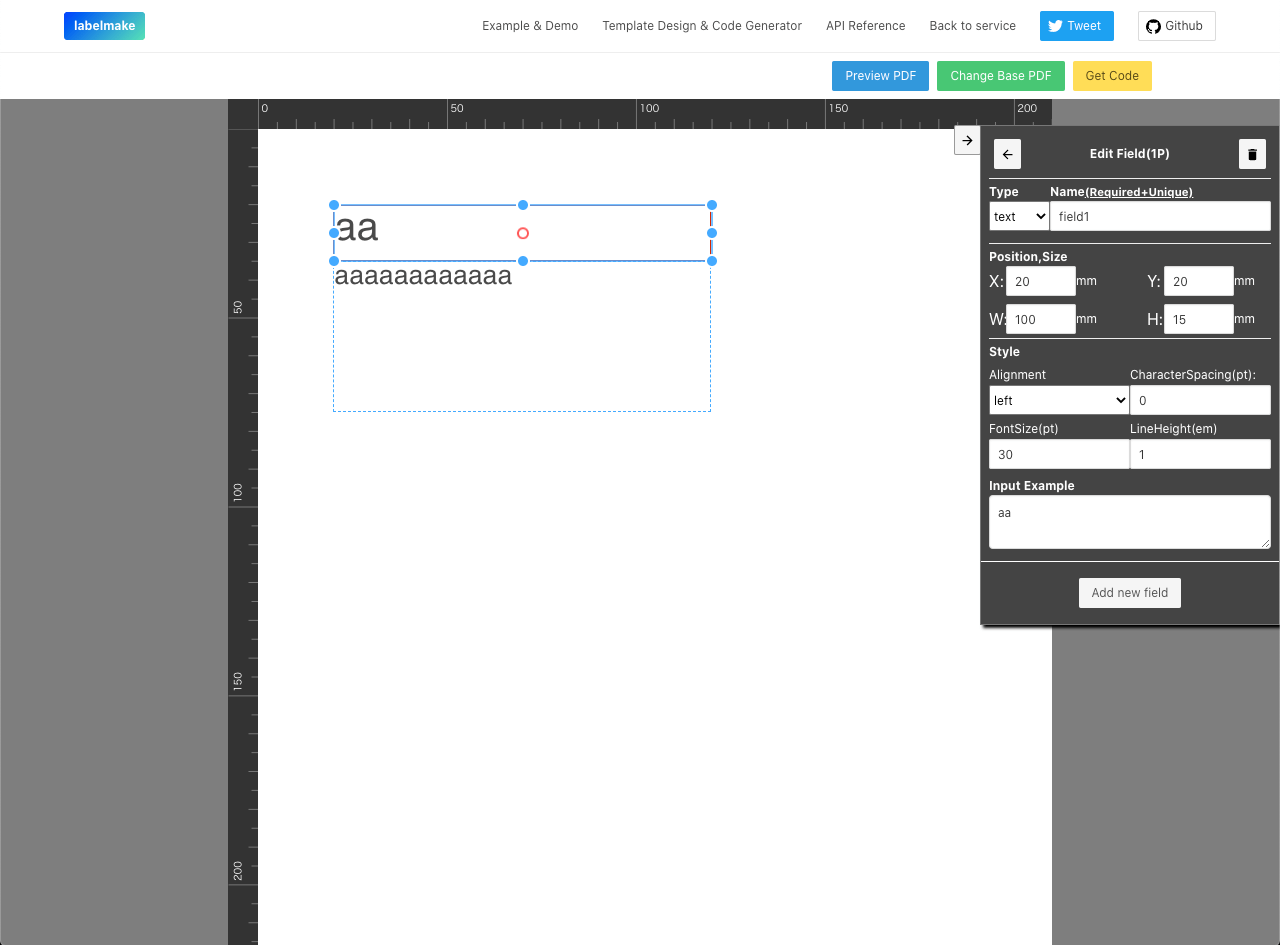 labelmake
Example & Demo
Template Design & Code Generator
API Reference
Back to service
Tweet
Github
Preview PDF
Change Base PDF
Get Code
0
50
100
150
200
Edit Field(1P)
Type
Name(Required+Unique)
text
field1
Position,Size
X: 20 mm
Y: 20 mm
W: 100 mm
H: 15 mm
Style
Alignment
CharacterSpacing(pt):
left
0
FontSize(pt)
LineHeight(em)
30
1
Input Example
aa
Add new field
aa
aaaaaaaaaaaa
50
100
150
200